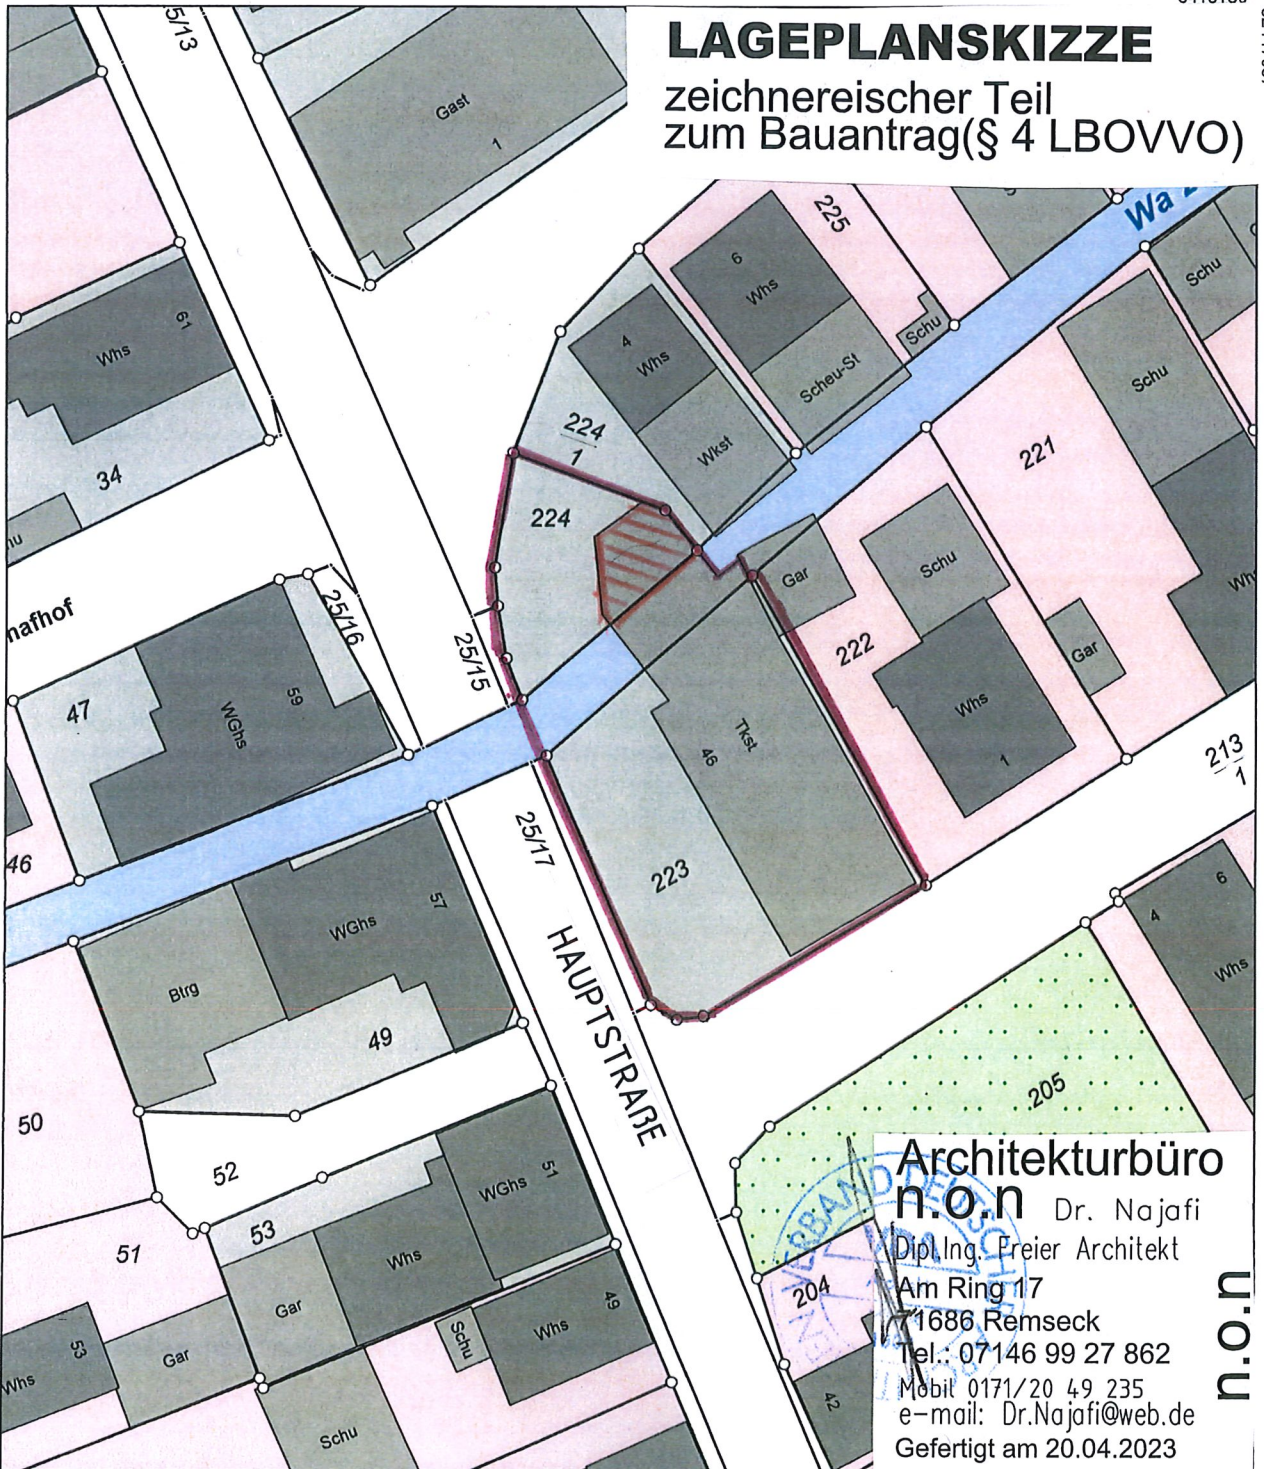 LAGEPLANSKIZZE
zeichnereischer Teil
zum Bauantrag(§ 4 LBOVVO)
5/13
Gast
1
225
Wa
6
Whs
Schu
Scheu-St
4
Whs
Wkst
224
1
224
Schu
Schu
221
61
Whs
34
25/16
25/15
47
59
WGhs
46
Gar
222
Schu
Whs
1
Gar
Whs
213
1
Tkst
46
223
25/17
HAUPTSTRAßE
57
WGhs
Btrg
49
50
52
51
53
51
WGhs
Whs
Gar
Gar
53
Whs
Schu
49
Whs
Schu
6
4
Whs
205
204
42
VERBAND DEUTSCHER
Architekturbüro
n.o.n Dr. Najafi
Dipl.Ing. Freier Architekt
Am Ring 17
71686 Remseck
Tel.: 07146 99 27 862
Mobil 0171/20 49 235
e-mail: Dr.Najafi@web.de
Gefertigt am 20.04.2023
n.o.n